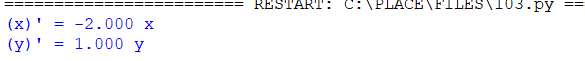 ======================== RESTART: C:\PLACE\FILES\103.py ==
(x)' = -2.000 x
(y)' = 1.000 y